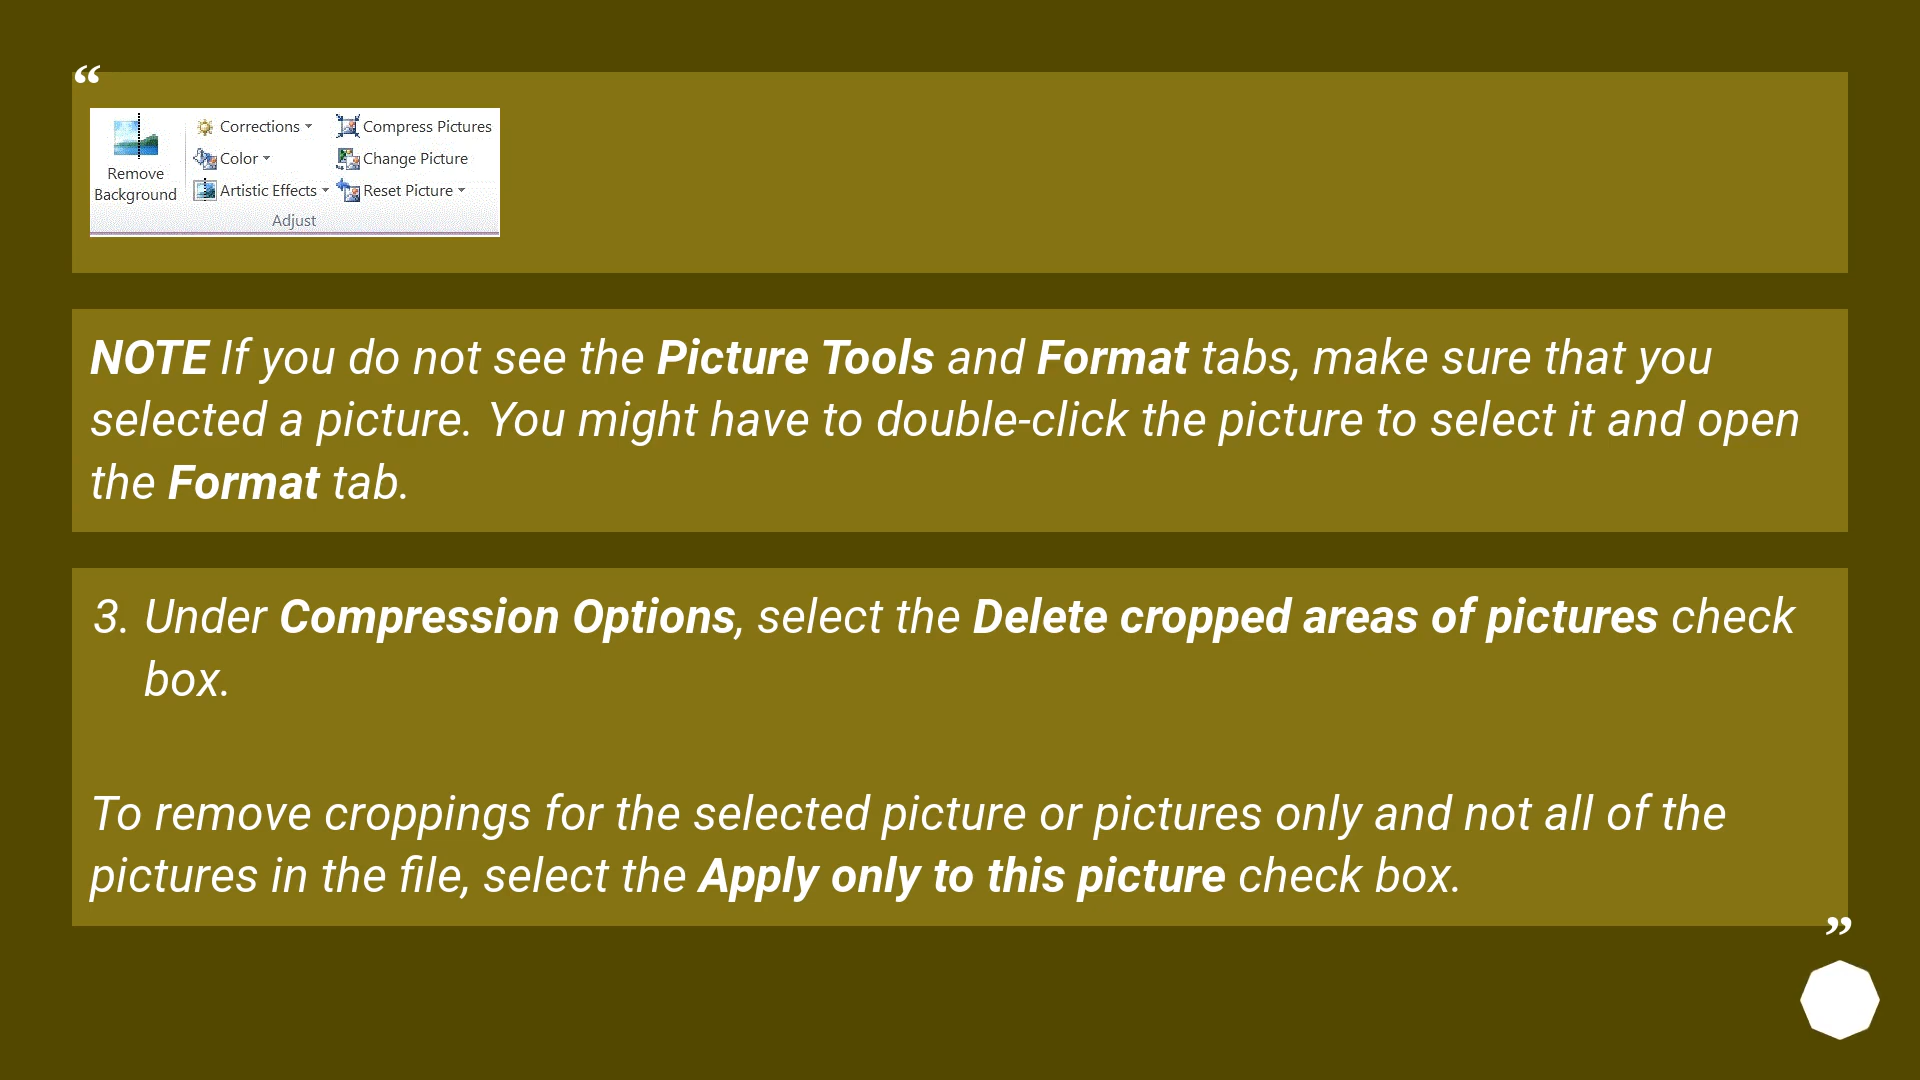 “
Remove
Background
Corrections
Color
Artistic Effects
Compress Pictures
Change Picture
Reset Picture
Adjust
NOTE If you do not see the Picture Tools and Format tabs, make sure that you
selected a picture. You might have to double-click the picture to select it and open
the Format tab.
3. Under Compression Options, select the Delete cropped areas of pictures check
box.
To remove croppings for the selected picture or pictures only and not all of the
pictures in the file, select the Apply only to this picture check box.
”